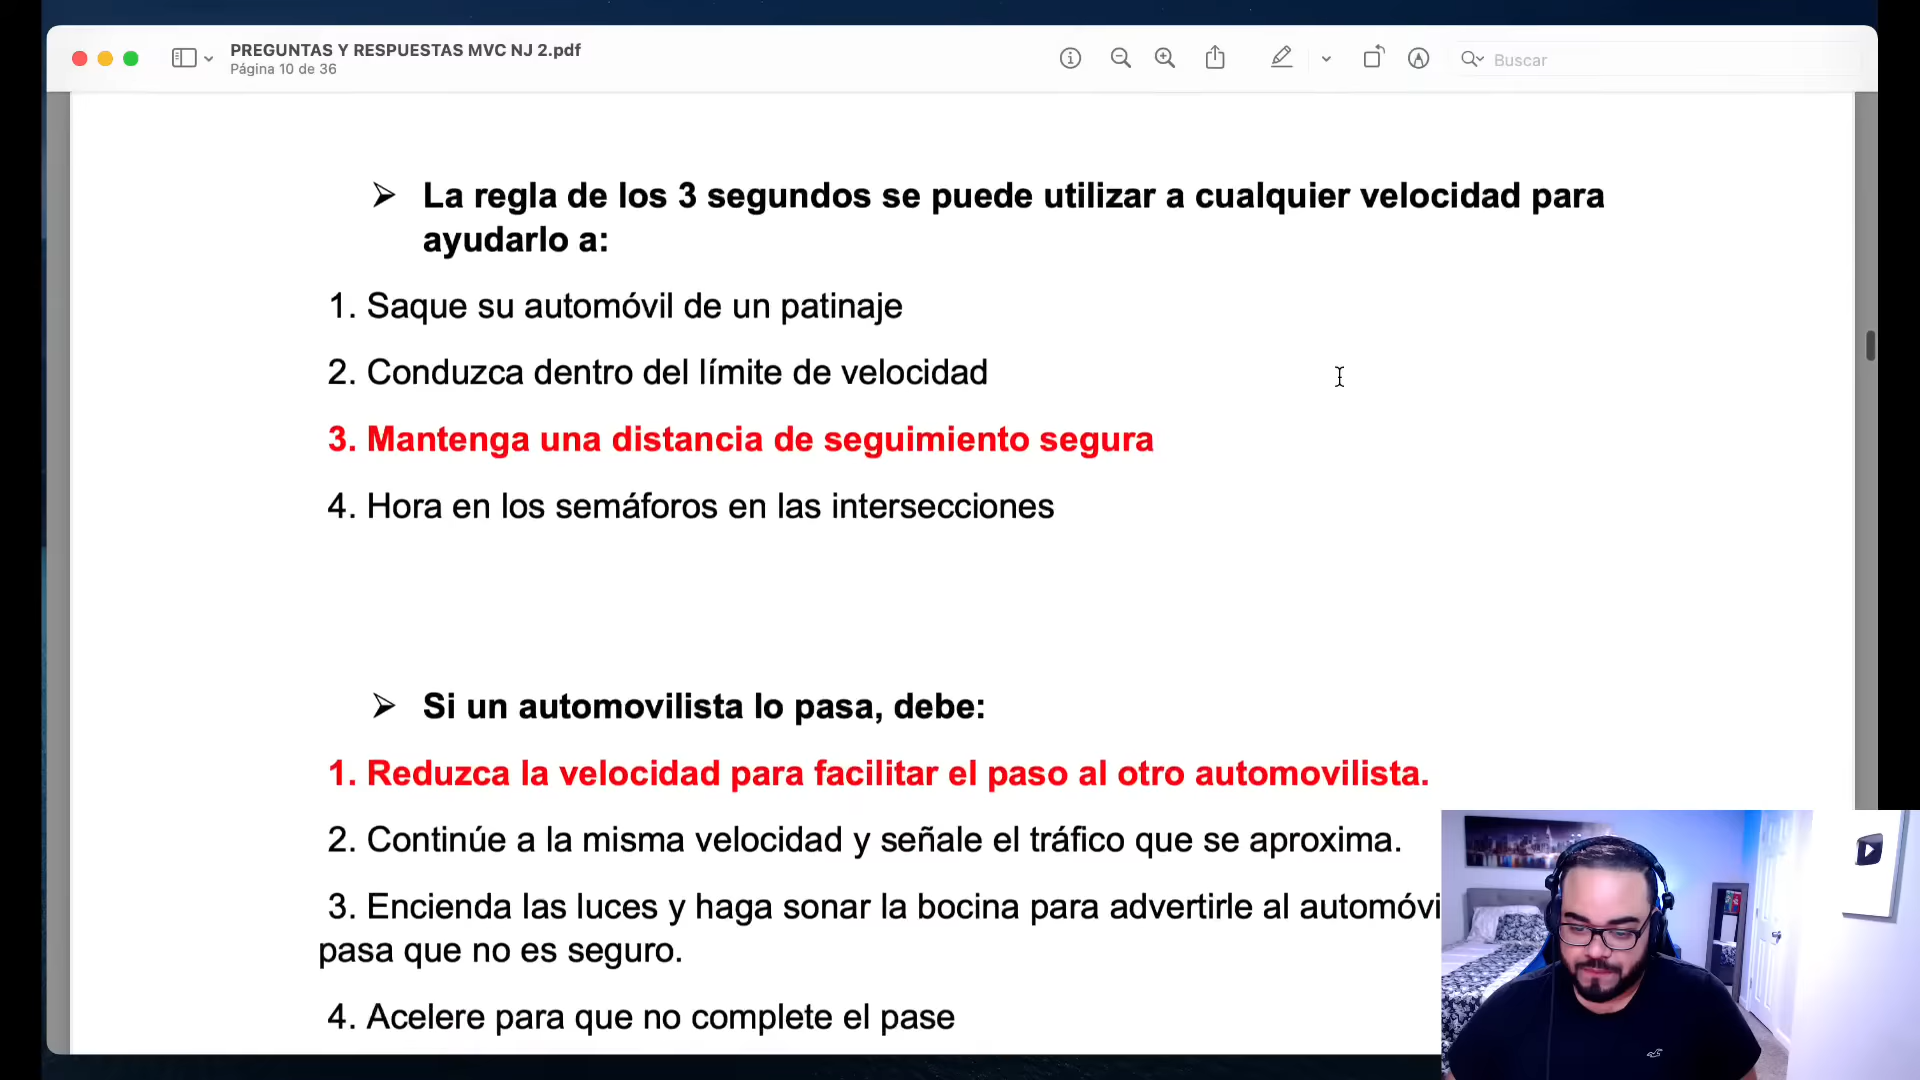 PREGUNTAS Y RESPUESTAS MVC NJ 2.pdf
Página 10 de 36
Buscar
➢ La regla de los 3 segundos se puede utilizar a cualquier velocidad para
ayudarlo a:
1. Saque su automóvil de un patinaje
2. Conduzca dentro del límite de velocidad
3. Mantenga una distancia de seguimiento segura
4. Hora en los semáforos en las intersecciones
➢ Si un automovilista lo pasa, debe:
1. Reduzca la velocidad para facilitar el paso al otro automovilista.
2. Continúe a la misma velocidad y señale el tráfico que se aproxima.
3. Encienda las luces y haga sonar la bocina para advertirle al automóvi
pasa que no es seguro.
4. Acelere para que no complete el pase